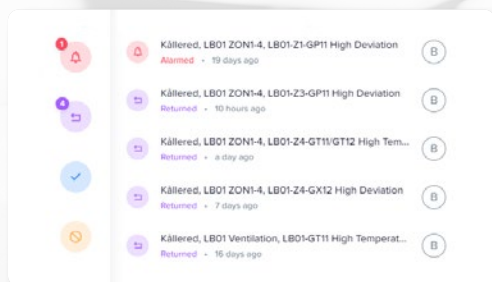 1
Kållered, LB01 ZON1-4, LB01-Z1-GP11 High Deviation
Alarmed • 19 days ago
B
4
Kållered, LB01 ZON1-4, LB01-Z3-GP11 High Deviation
Returned • 10 hours ago
B
Kållered, LB01 ZON1-4, LB01-Z4-GT11/GT12 High Tem...
Returned • a day ago
B
Kållered, LB01 ZON1-4, LB01-Z4-GX12 High Deviation
Returned • 7 days ago
B
Kållered, LB01 Ventilation, LB01-GT11 High Temperat...
Returned • 16 days ago
B